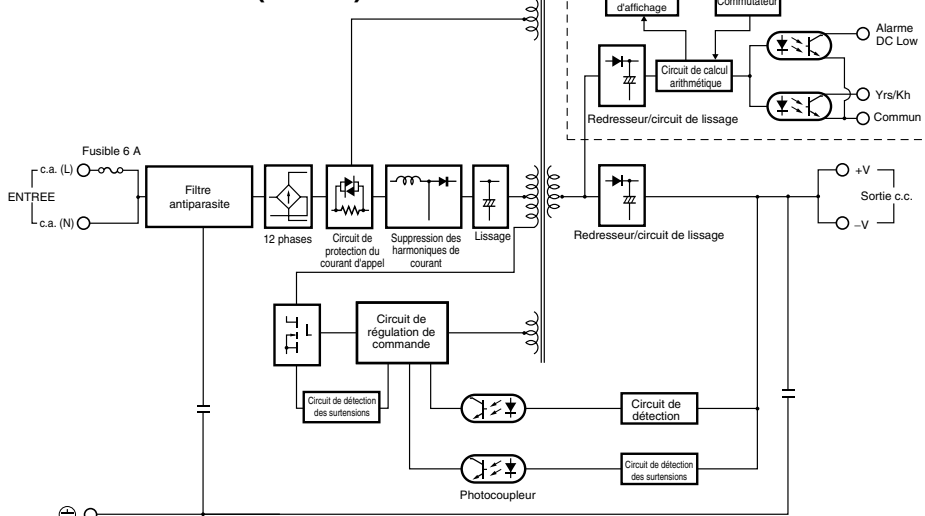 d'affichage
Commutateur
Alarme
DC Low
Circuit de calcul
arithmétique
Yrs/Kh
Redresseur/circuit de lissage
Commun
Fusible 6 A
c.a. (L)
ENTREE
c.a. (N)
Filtre
antiparasite
12 phases
Circuit de
protection du
courant d'appel
Suppression des
harmoniques de
courant
Lissage
Redresseur/circuit de lissage
+V
Sortie c.c.
–V
Circuit de
régulation de
commande
Circuit de détection
des surtensions
Circuit de
détection
Circuit de détection
des surtensions
Photocoupleur